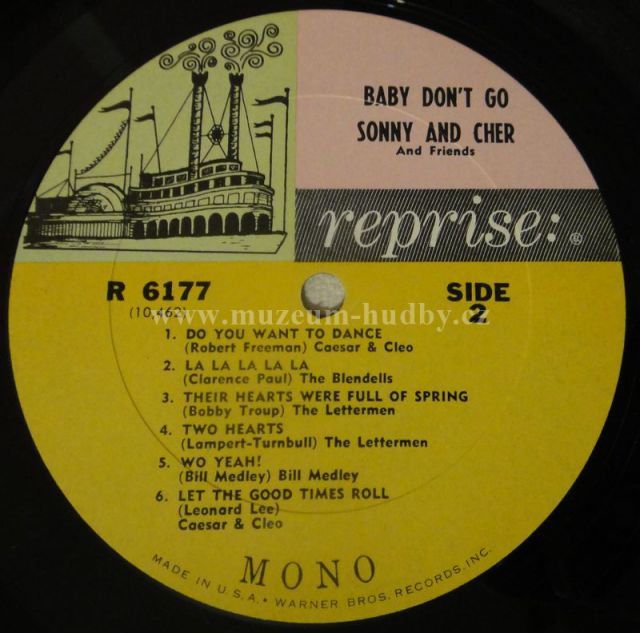 BABY DON'T GO
SONNY AND CHER
And Friends
reprise:®
R 6177
(10,462)
SIDE
2
www.muzeum-hudby.cz
1. DO YOU WANT TO DANCE
(Robert Freeman) Caesar & Cleo
2. LA LA LA LA LA
(Clarence Paul) The Blendells
3. THEIR HEARTS WERE FULL OF SPRING
(Bobby Troup) The Lettermen
4. TWO HEARTS
(Lampert-Turnbull) The Lettermen
5. WO YEAH!
(Bill Medley) Bill Medley
6. LET THE GOOD TIMES ROLL
(Leonard Lee)
Caesar & Cleo
MONO
MADE IN U.S.A. • WARNER BROS. RECORDS, INC.